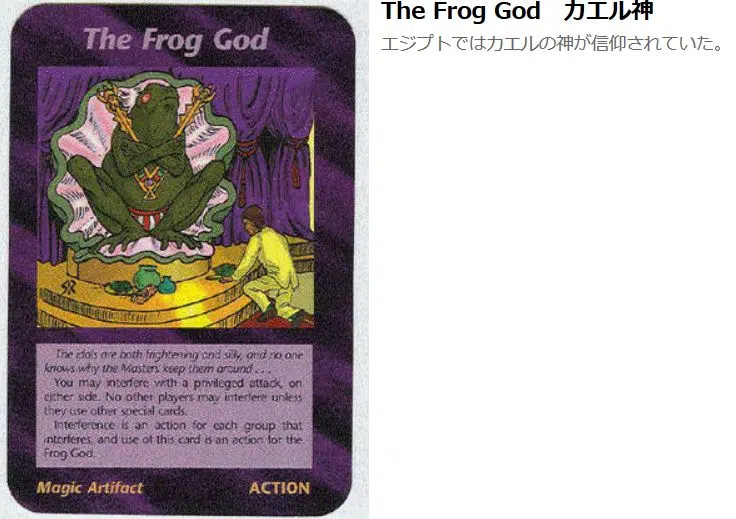 The Frog God
The idols are both frightening and silly, and no one
knows why the Masters keep them around . . .
You may interfere with a privileged attack, on
either side. No other players may interfere unless
they use other special cards.
Interference is an action for each group that
interferes, and use of this card is an action for the
Frog God.
Magic Artifact
ACTION
The Frog God　カエル神
エジプトではカエルの神が信仰されていた。